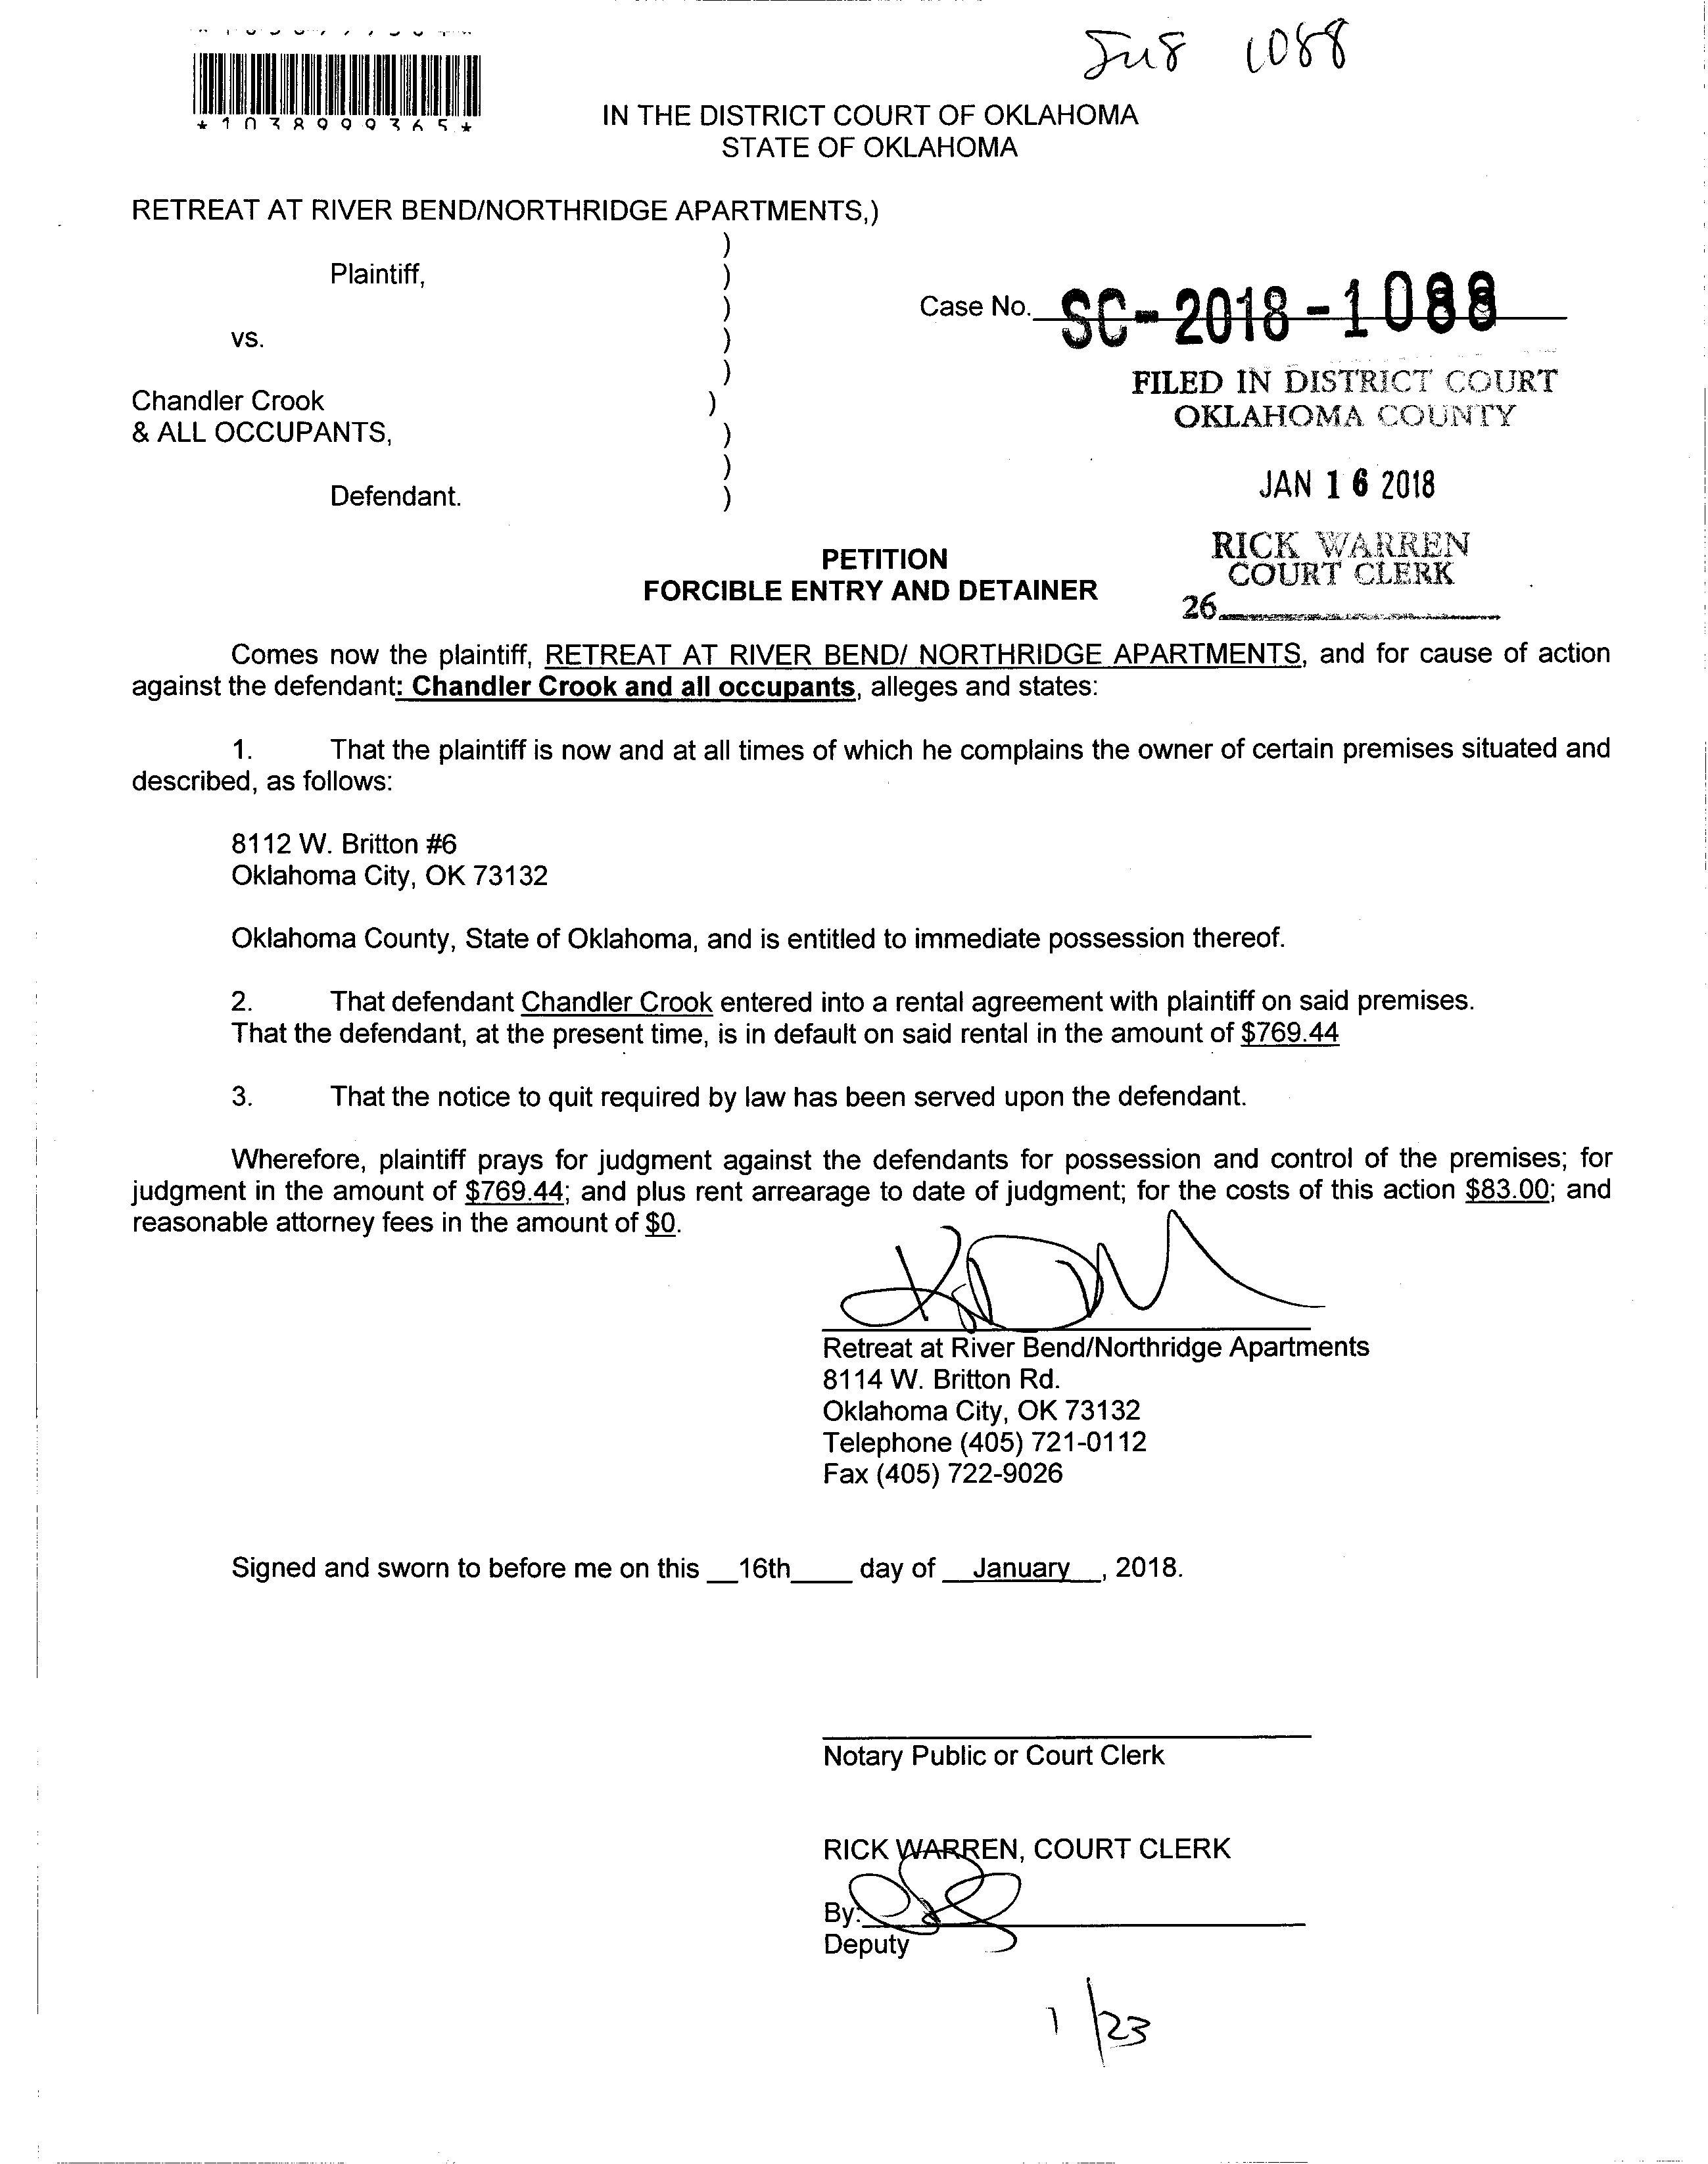 1088
*1038999365*
IN THE DISTRICT COURT OF OKLAHOMA
STATE OF OKLAHOMA
RETREAT AT RIVER BEND/NORTHRIDGE APARTMENTS,)
)
Plaintiff, )
)
vs. )
)
Chandler Crook )
& ALL OCCUPANTS, )
)
Defendant. )
Case No. SC-2018-1088
FILED IN DISTRICT COURT
OKLAHOMA COUNTY
JAN 16 2018
RICK WARREN
COURT CLERK
26
PETITION
FORCIBLE ENTRY AND DETAINER
Comes now the plaintiff, RETREAT AT RIVER BEND/ NORTHRIDGE APARTMENTS, and for cause of action
against the defendant: Chandler Crook and all occupants, alleges and states:
1. That the plaintiff is now and at all times of which he complains the owner of certain premises situated and
described, as follows:
8112 W. Britton #6
Oklahoma City, OK 73132
Oklahoma County, State of Oklahoma, and is entitled to immediate possession thereof.
2. That defendant Chandler Crook entered into a rental agreement with plaintiff on said premises.
That the defendant, at the present time, is in default on said rental in the amount of $769.44
3. That the notice to quit required by law has been served upon the defendant.
Wherefore, plaintiff prays for judgment against the defendants for possession and control of the premises; for
judgment in the amount of $769.44; and plus rent arrearage to date of judgment; for the costs of this action $83.00; and
reasonable attorney fees in the amount of $0.
Retreat at River Bend/Northridge Apartments
8114 W. Britton Rd.
Oklahoma City, OK 73132
Telephone (405) 721-0112
Fax (405) 722-9026
Signed and sworn to before me on this __16th____ day of __January__, 2018.
Notary Public or Court Clerk
RICK WARREN, COURT CLERK
By:
Deputy
1/23